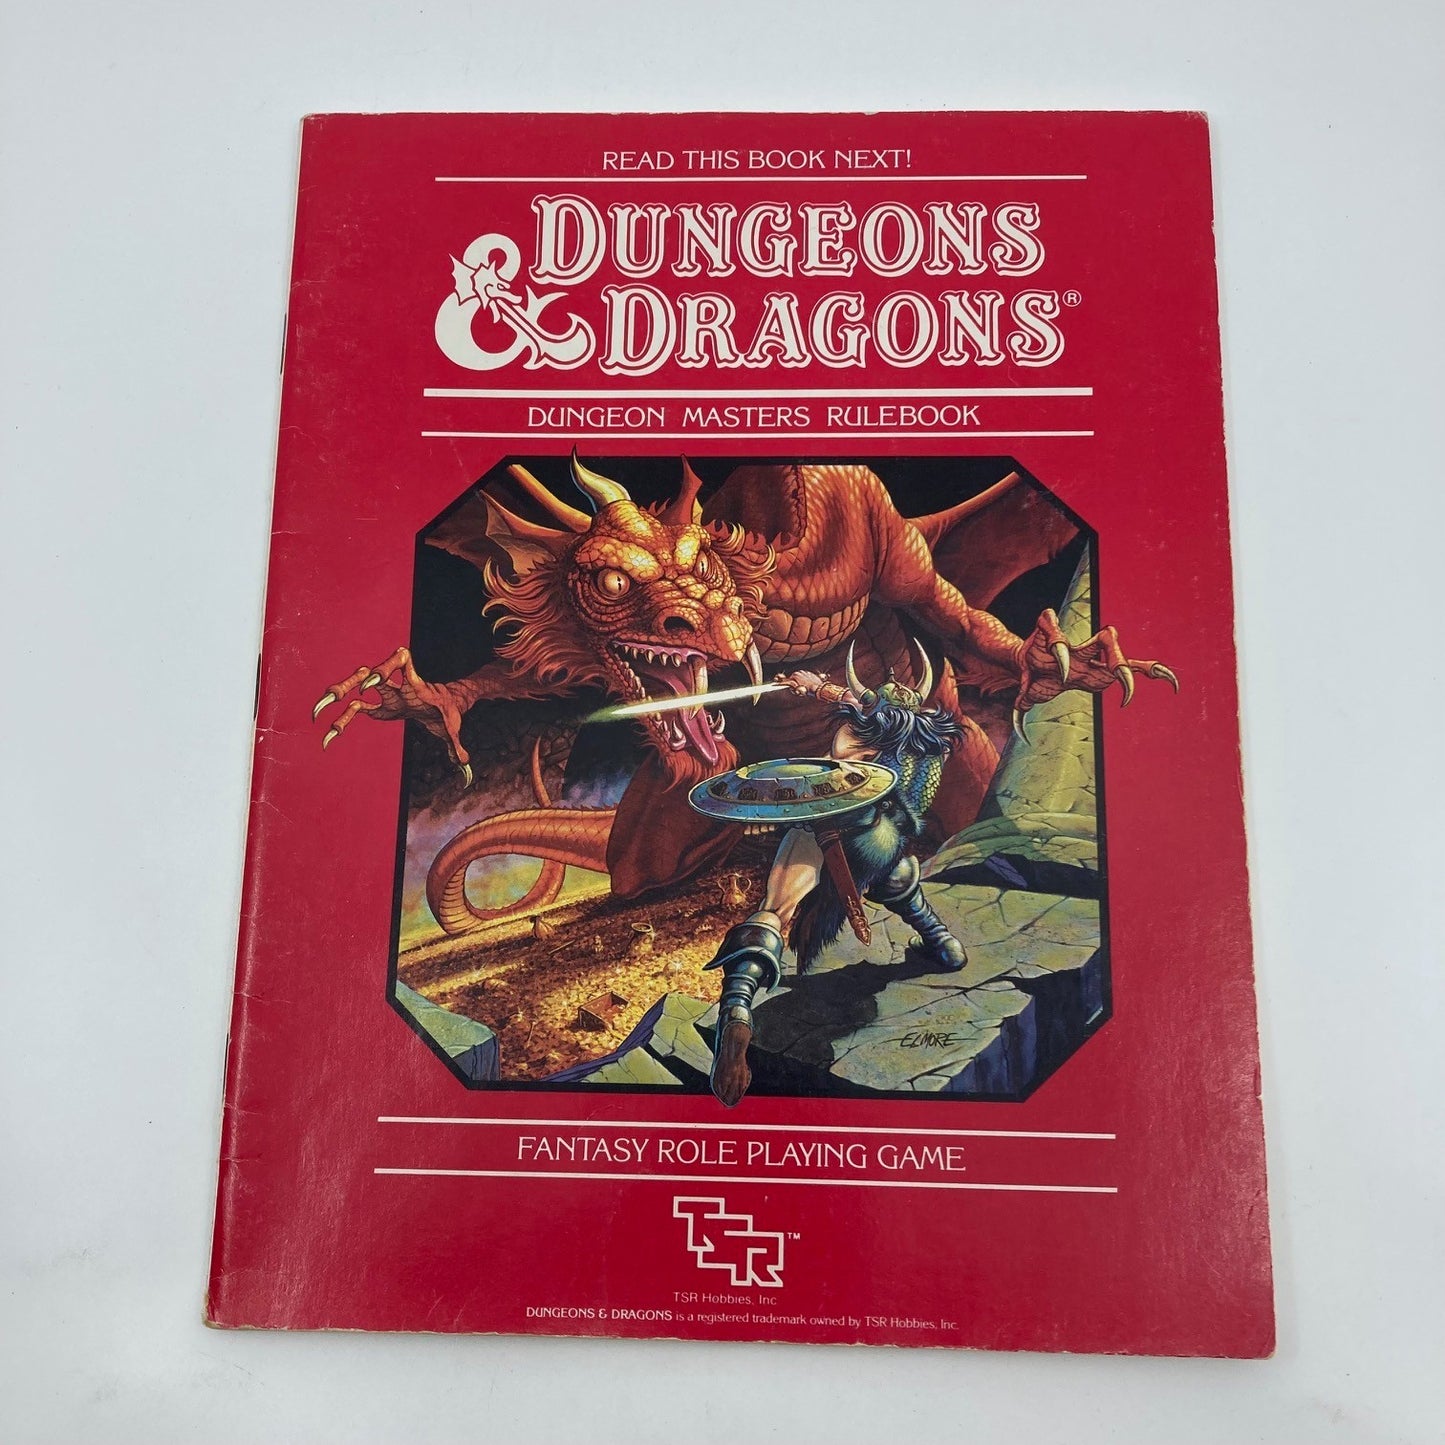 READ THIS BOOK NEXT!
DUNGEONS
& DRAGONS®
DUNGEON MASTERS RULEBOOK
ELMORE
FANTASY ROLE PLAYING GAME
TSR™
TSR Hobbies, Inc
DUNGEONS & DRAGONS is a registered trademark owned by TSR Hobbies, Inc.